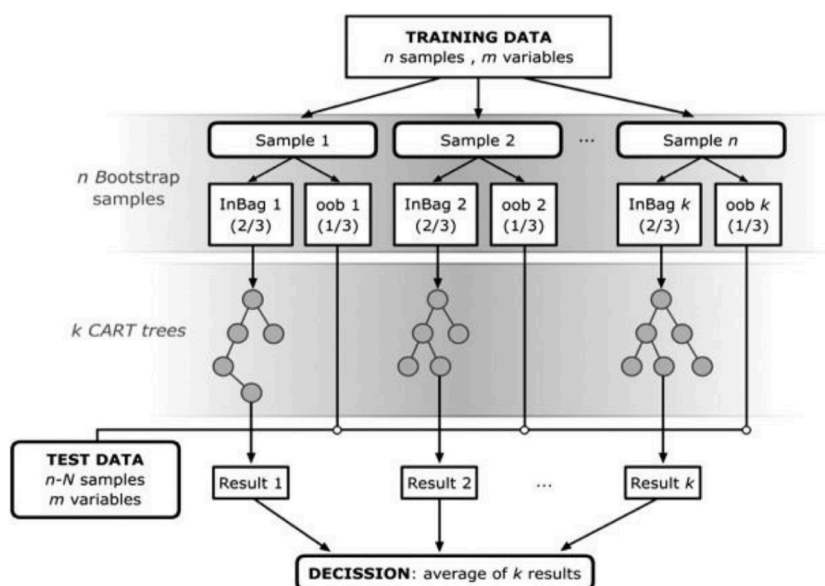 TRAINING DATA
n samples , m variables
Sample 1
Sample 2
...
Sample n
n Bootstrap
samples
InBag 1
(2/3)
oob 1
(1/3)
InBag 2
(2/3)
oob 2
(1/3)
InBag k
(2/3)
oob k
(1/3)
k CART trees
TEST DATA
n-N samples
m variables
Result 1
Result 2
...
Result k
DECISSION: average of k results